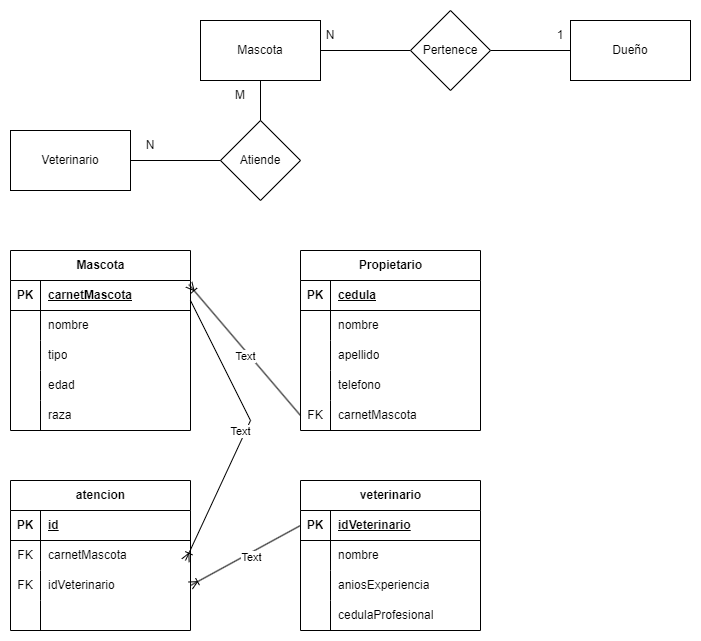 Mascota
N
Pertenece
1
Dueño
M
Veterinario
N
Atiende
Mascota
PK carnetMascota
nombre
tipo
edad
raza
Propietario
PK cedula
nombre
apellido
telefono
FK carnetMascota
Text
Text
atencion
PK id
FK carnetMascota
FK idVeterinario
veterinario
PK idVeterinario
nombre
aniosExperiencia
cedulaProfesional
Text